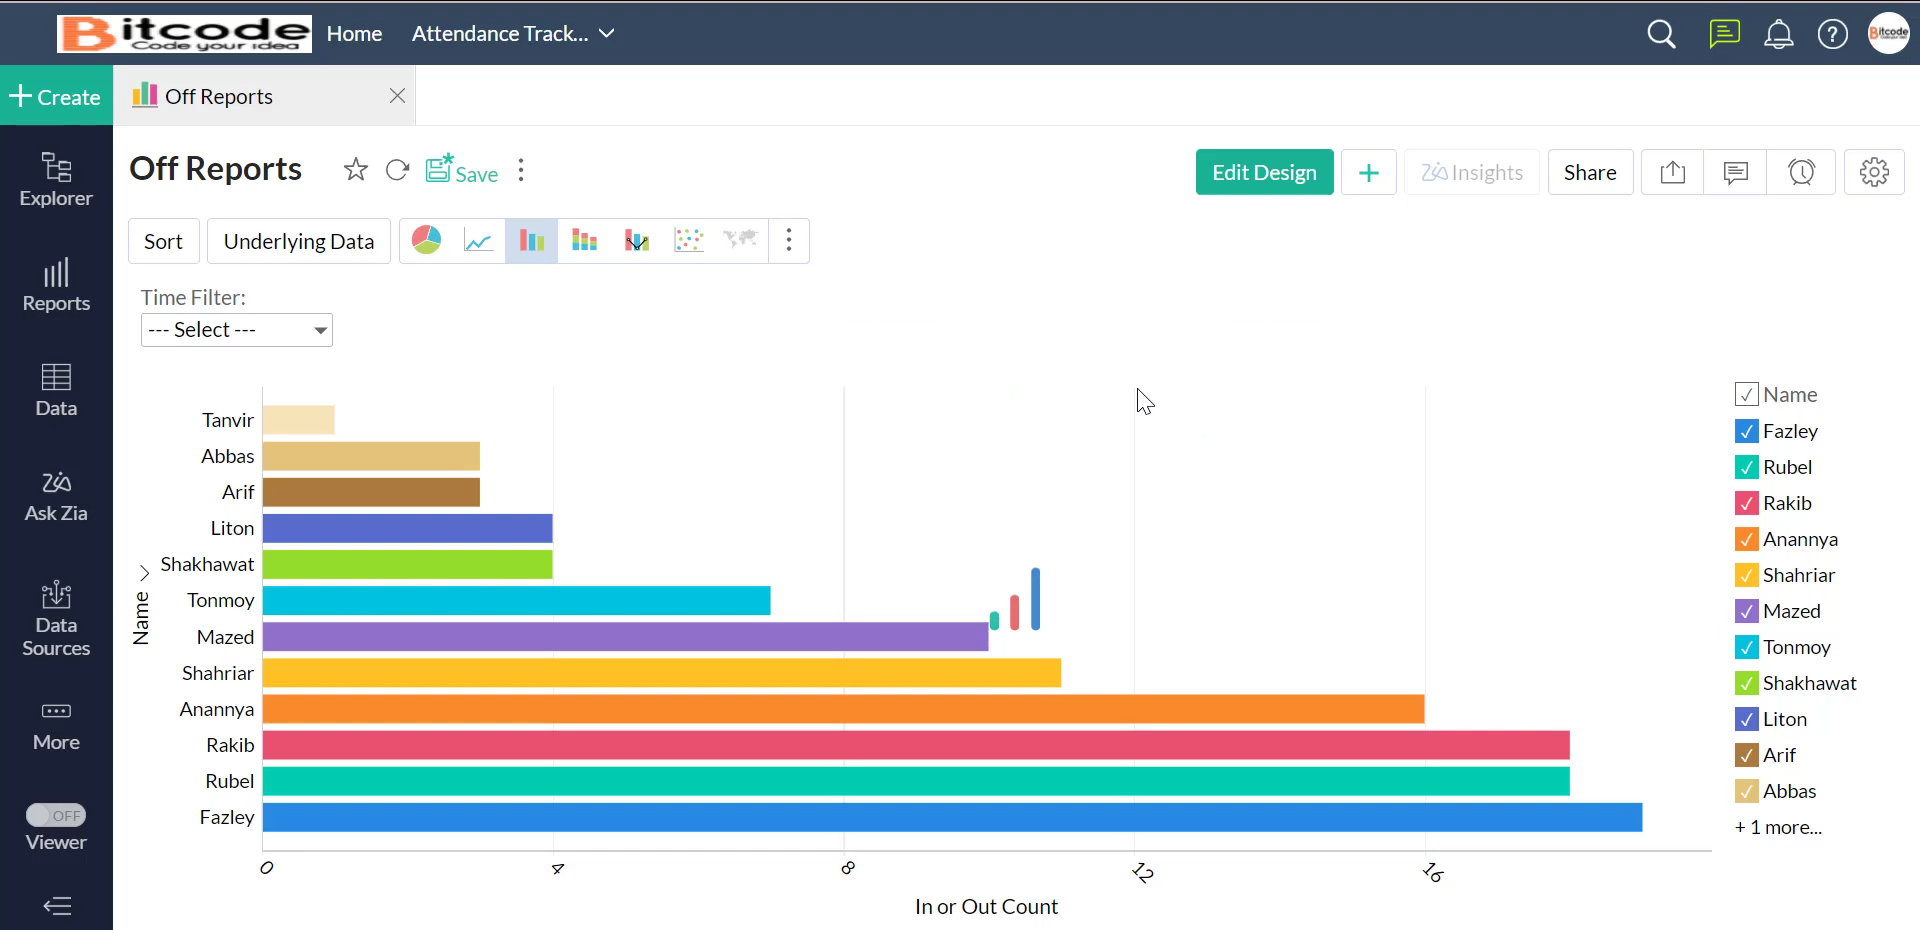 Bitcode
Code your idea
Home
Attendance Track...
Bitcode
Create
Off Reports
Off Reports
Save
Edit Design
Insights
Share
Explorer
Reports
Data
Ask Zia
Data
Sources
More
OFF
Viewer
Sort
Underlying Data
Time Filter:
--- Select ---
Name
Tanvir
Abbas
Arif
Liton
Shakhawat
Tonmoy
Mazed
Shahriar
Anannya
Rakib
Rubel
Fazley
0
4
8
12
16
In or Out Count
Name
Fazley
Rubel
Rakib
Anannya
Shahriar
Mazed
Tonmoy
Shakhawat
Liton
Arif
Abbas
+ 1 more...